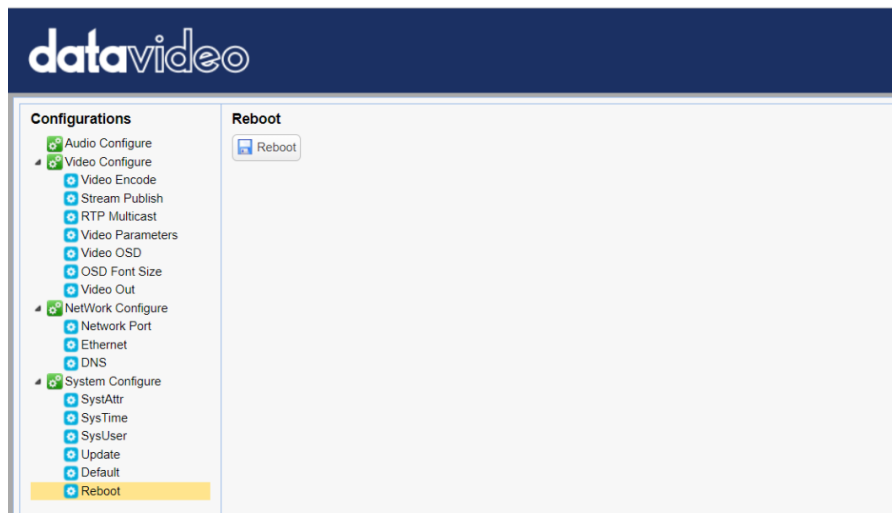 datavideo
Configurations
Audio Configure
Video Configure
Video Encode
Stream Publish
RTP Multicast
Video Parameters
Video OSD
OSD Font Size
Video Out
NetWork Configure
Network Port
Ethernet
DNS
System Configure
SystAttr
SysTime
SysUser
Update
Default
Reboot
Reboot
Reboot